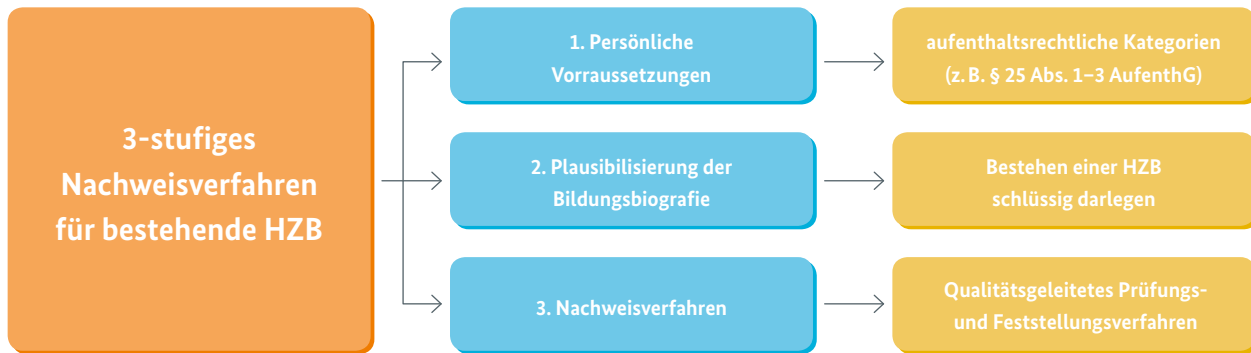 3-stufiges
Nachweisverfahren
für bestehende HZB
1. Persönliche
Vorraussetzungen
aufenthaltsrechtliche Kategorien
(z. B. § 25 Abs. 1–3 AufenthG)
2. Plausibilisierung der
Bildungsbiografie
Bestehen einer HZB
schlüssig darlegen
3. Nachweisverfahren
Qualitätsgeleitetes Prüfungs-
und Feststellungsverfahren